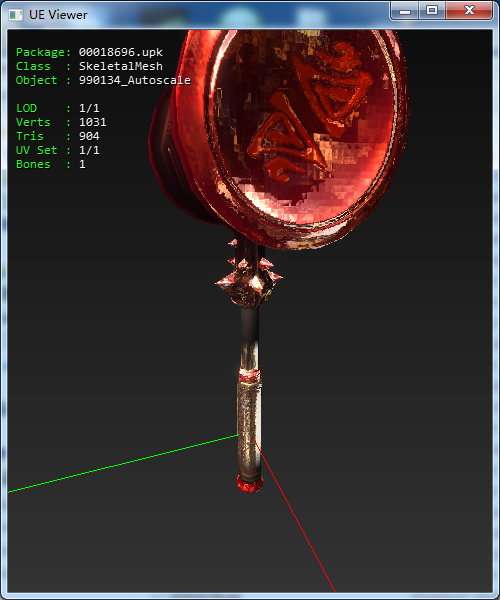 UE Viewer
Package: 00018696.upk
Class  : SkeletalMesh
Object : 990134_Autoscale
LOD    : 1/1
Verts  : 1031
Tris   : 904
UV Set : 1/1
Bones  : 1